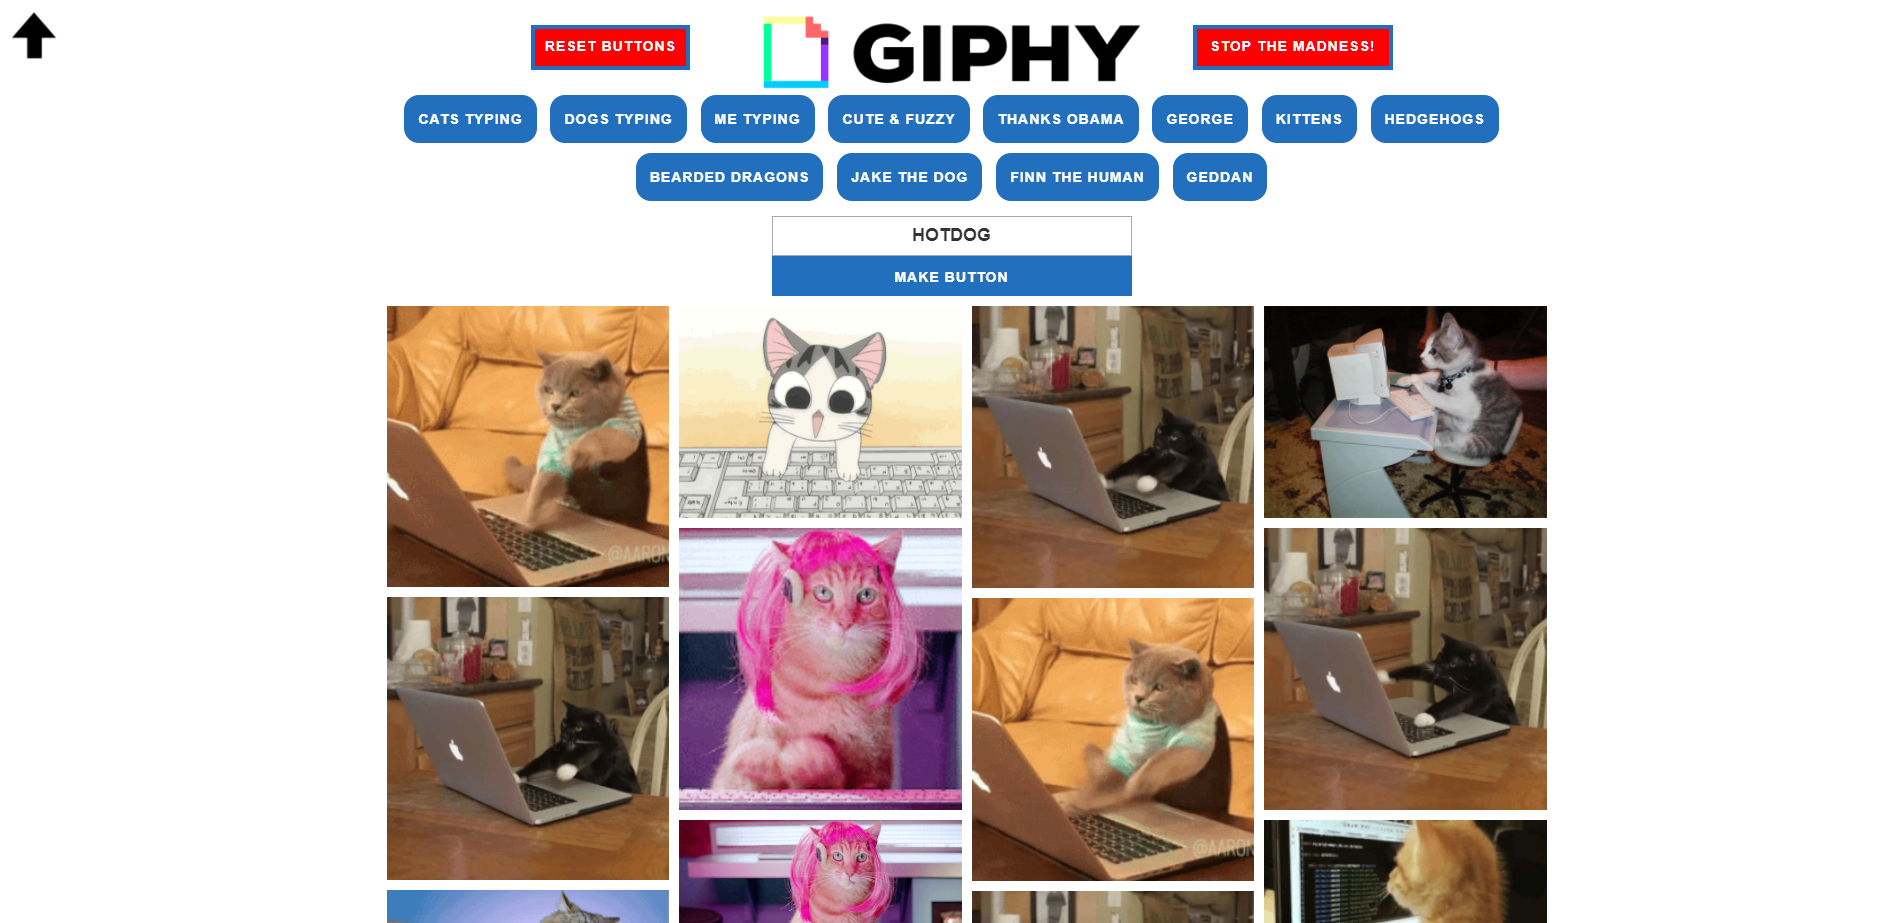 RESET BUTTONS
GIPHY
STOP THE MADNESS!
CATS TYPING
DOGS TYPING
ME TYPING
CUTE & FUZZY
THANKS OBAMA
GEORGE
KITTENS
HEDGEHOGS
BEARDED DRAGONS
JAKE THE DOG
FINN THE HUMAN
GEDDAN
HOTDOG
MAKE BUTTON
@AARON
@AARON